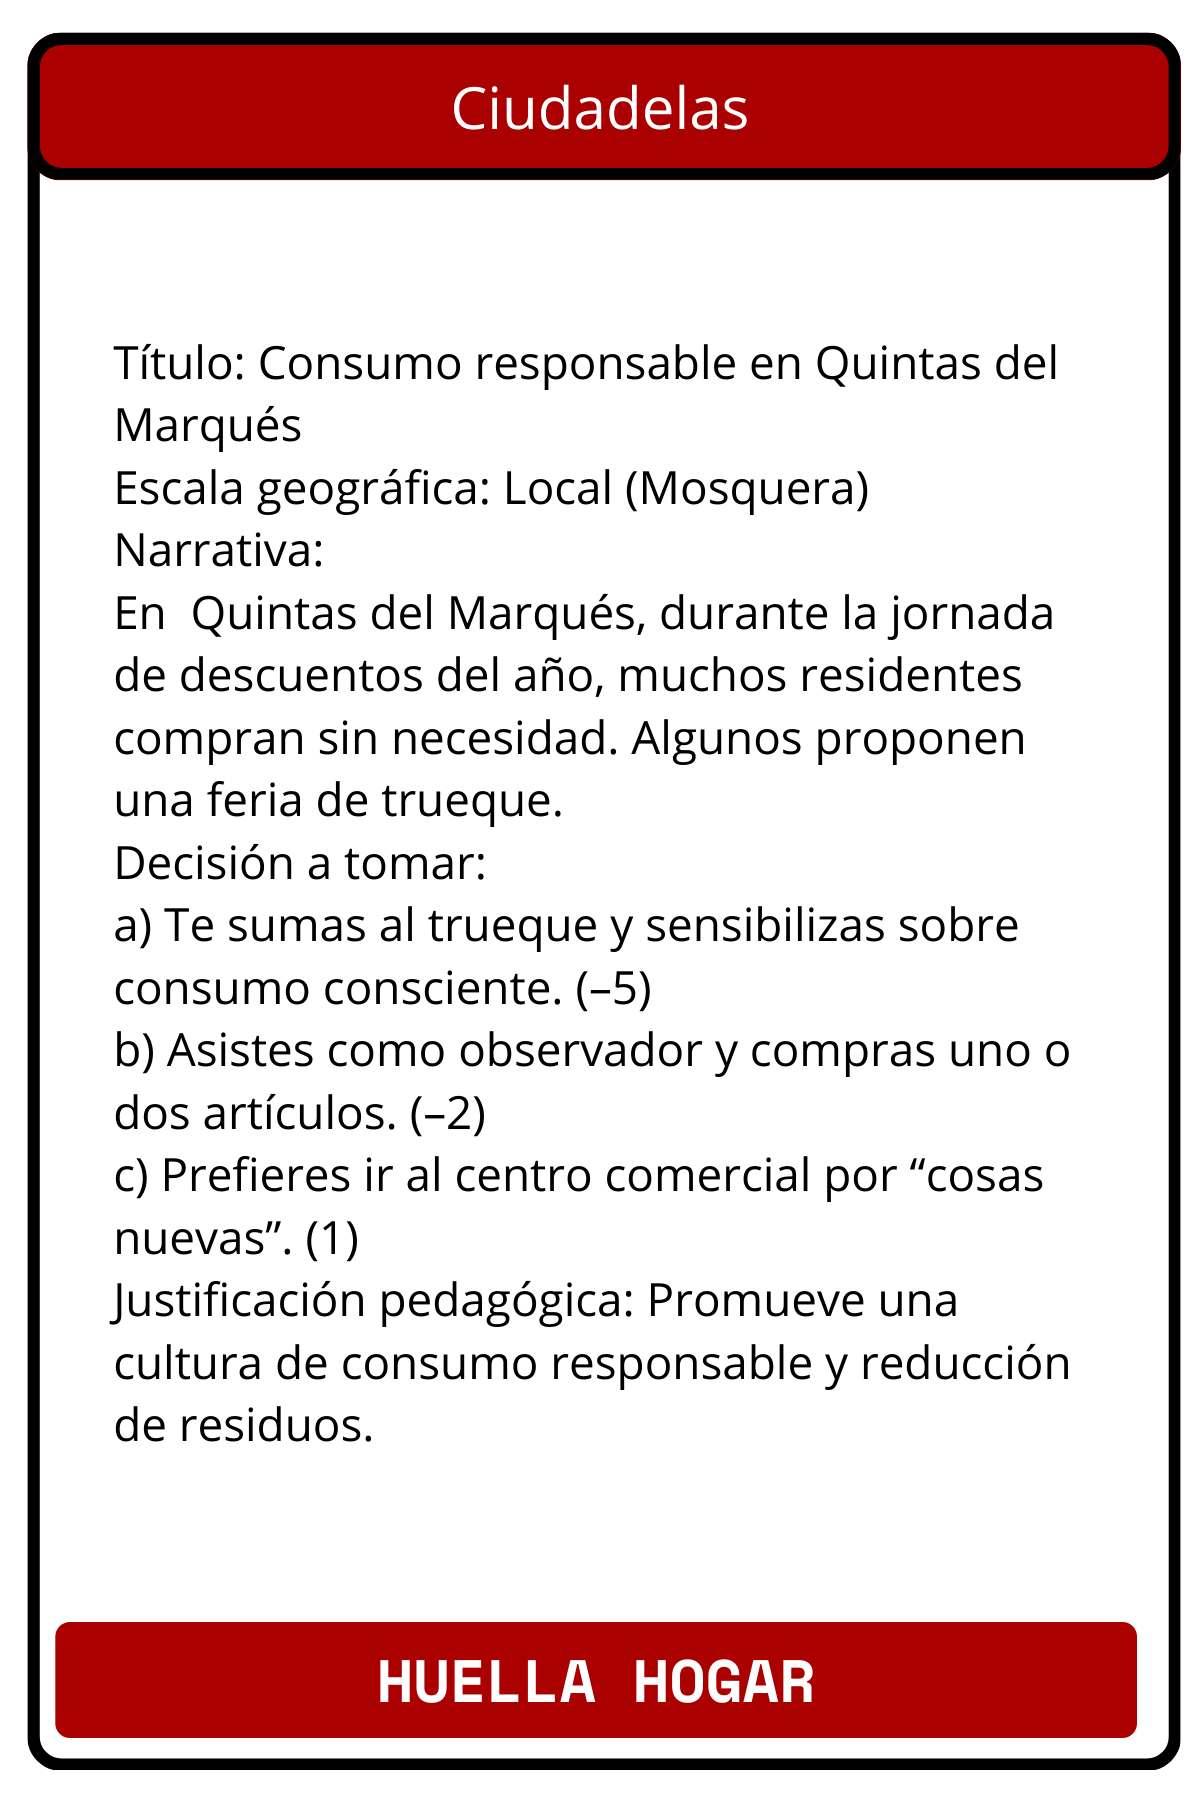 Ciudadelas
Título: Consumo responsable en Quintas del
Marqués
Escala geográfica: Local (Mosquera)
Narrativa:
En  Quintas del Marqués, durante la jornada
de descuentos del año, muchos residentes
compran sin necesidad. Algunos proponen
una feria de trueque.
Decisión a tomar:
a) Te sumas al trueque y sensibilizas sobre
consumo consciente. (–5)
b) Asistes como observador y compras uno o
dos artículos. (–2)
c) Prefieres ir al centro comercial por “cosas
nuevas”. (1)
Justificación pedagógica: Promueve una
cultura de consumo responsable y reducción
de residuos.
HUELLA HOGAR